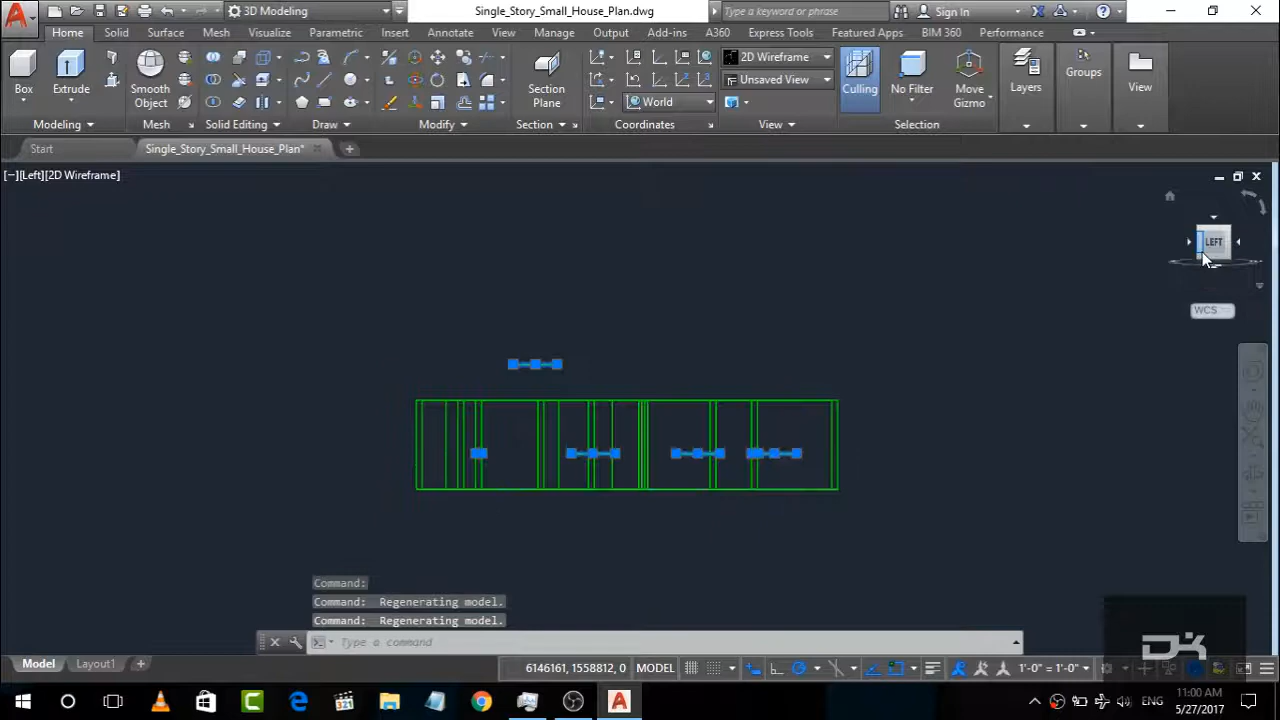 3D Modeling
Single_Story_Small_House_Plan.dwg
Type a keyword or phrase
Sign In
Home Solid Surface Mesh Visualize Parametric Insert Annotate View Manage Output Add-ins A360 Express Tools Featured Apps BIM 360 Performance
Box
Extrude
Smooth
Object
Section
Plane
World
2D Wireframe
Unsaved View
Culling
No Filter
Move
Gizmo
Layers
Groups
View
Modeling
Mesh
Solid Editing
Draw
Modify
Section
Coordinates
View
Selection
Start
Single_Story_Small_House_Plan*
[−][Left][2D Wireframe]
LEFT
WCS
Command:
Command: Regenerating model.
Command: Regenerating model.
Type a command
Model
Layout1
6146161, 1558812, 0
MODEL
1'-0" = 1'-0"
DK
321
ENG
11:00 AM
5/27/2017